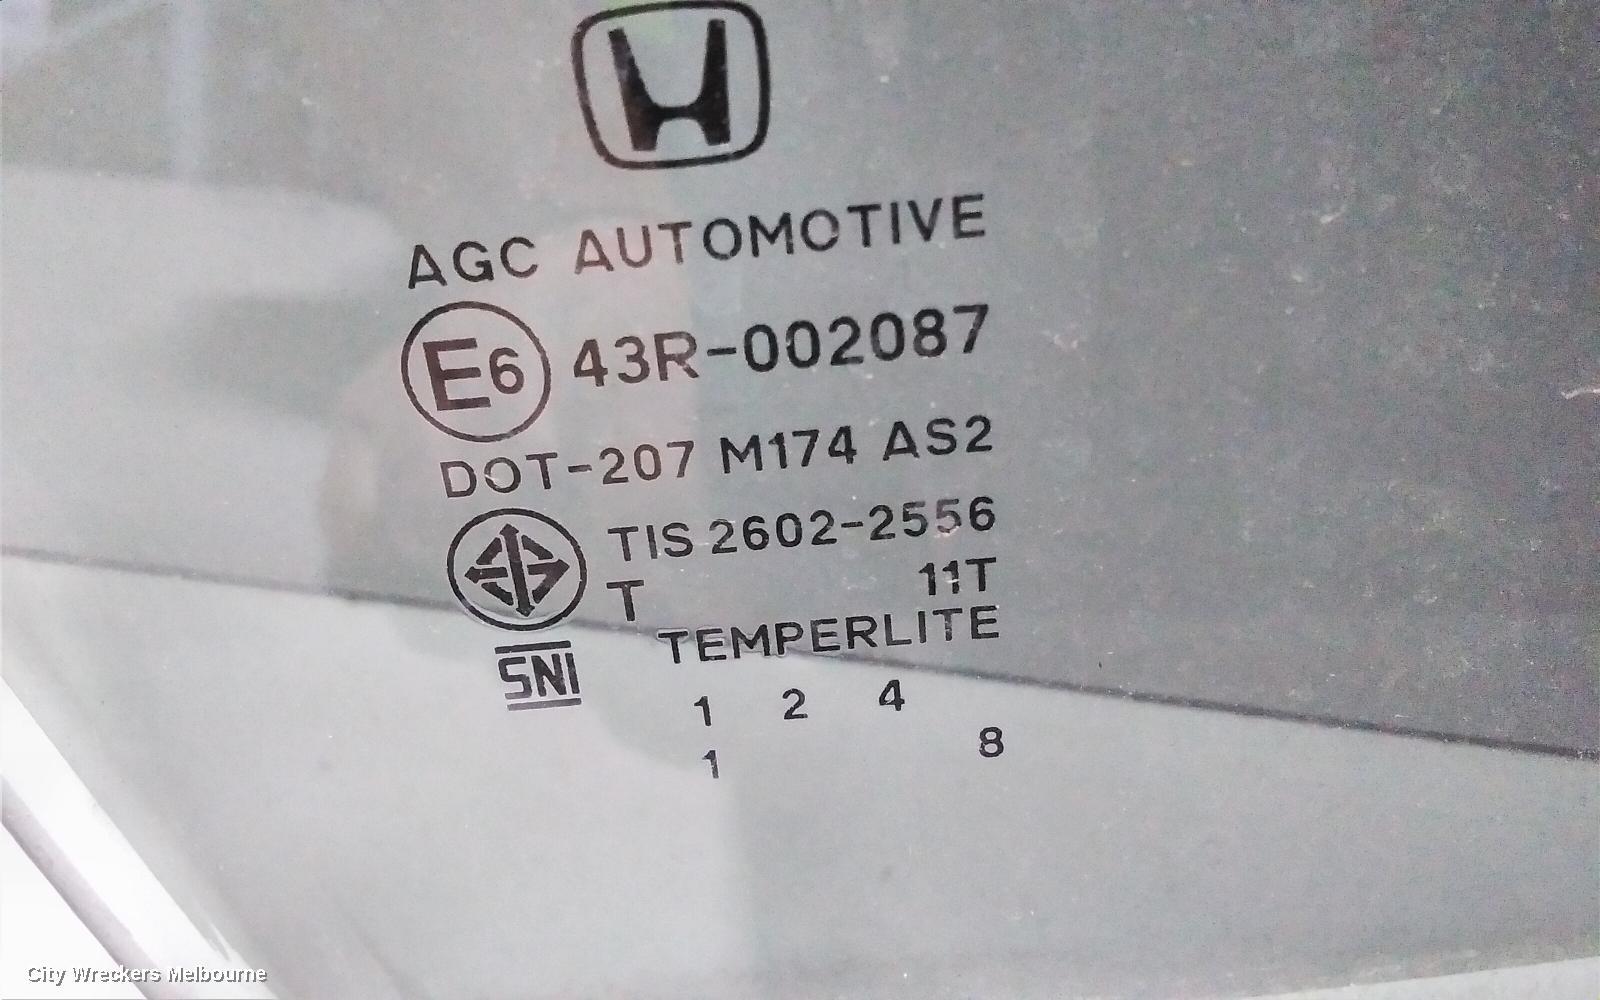 AGC AUTOMOTIVE
E6 43R-002087
DOT-207 M174 AS2
TIS 2602-2556
T 11T
TEMPERLITE
SNI
1 2 4
8
1
City Wreckers Melbourne